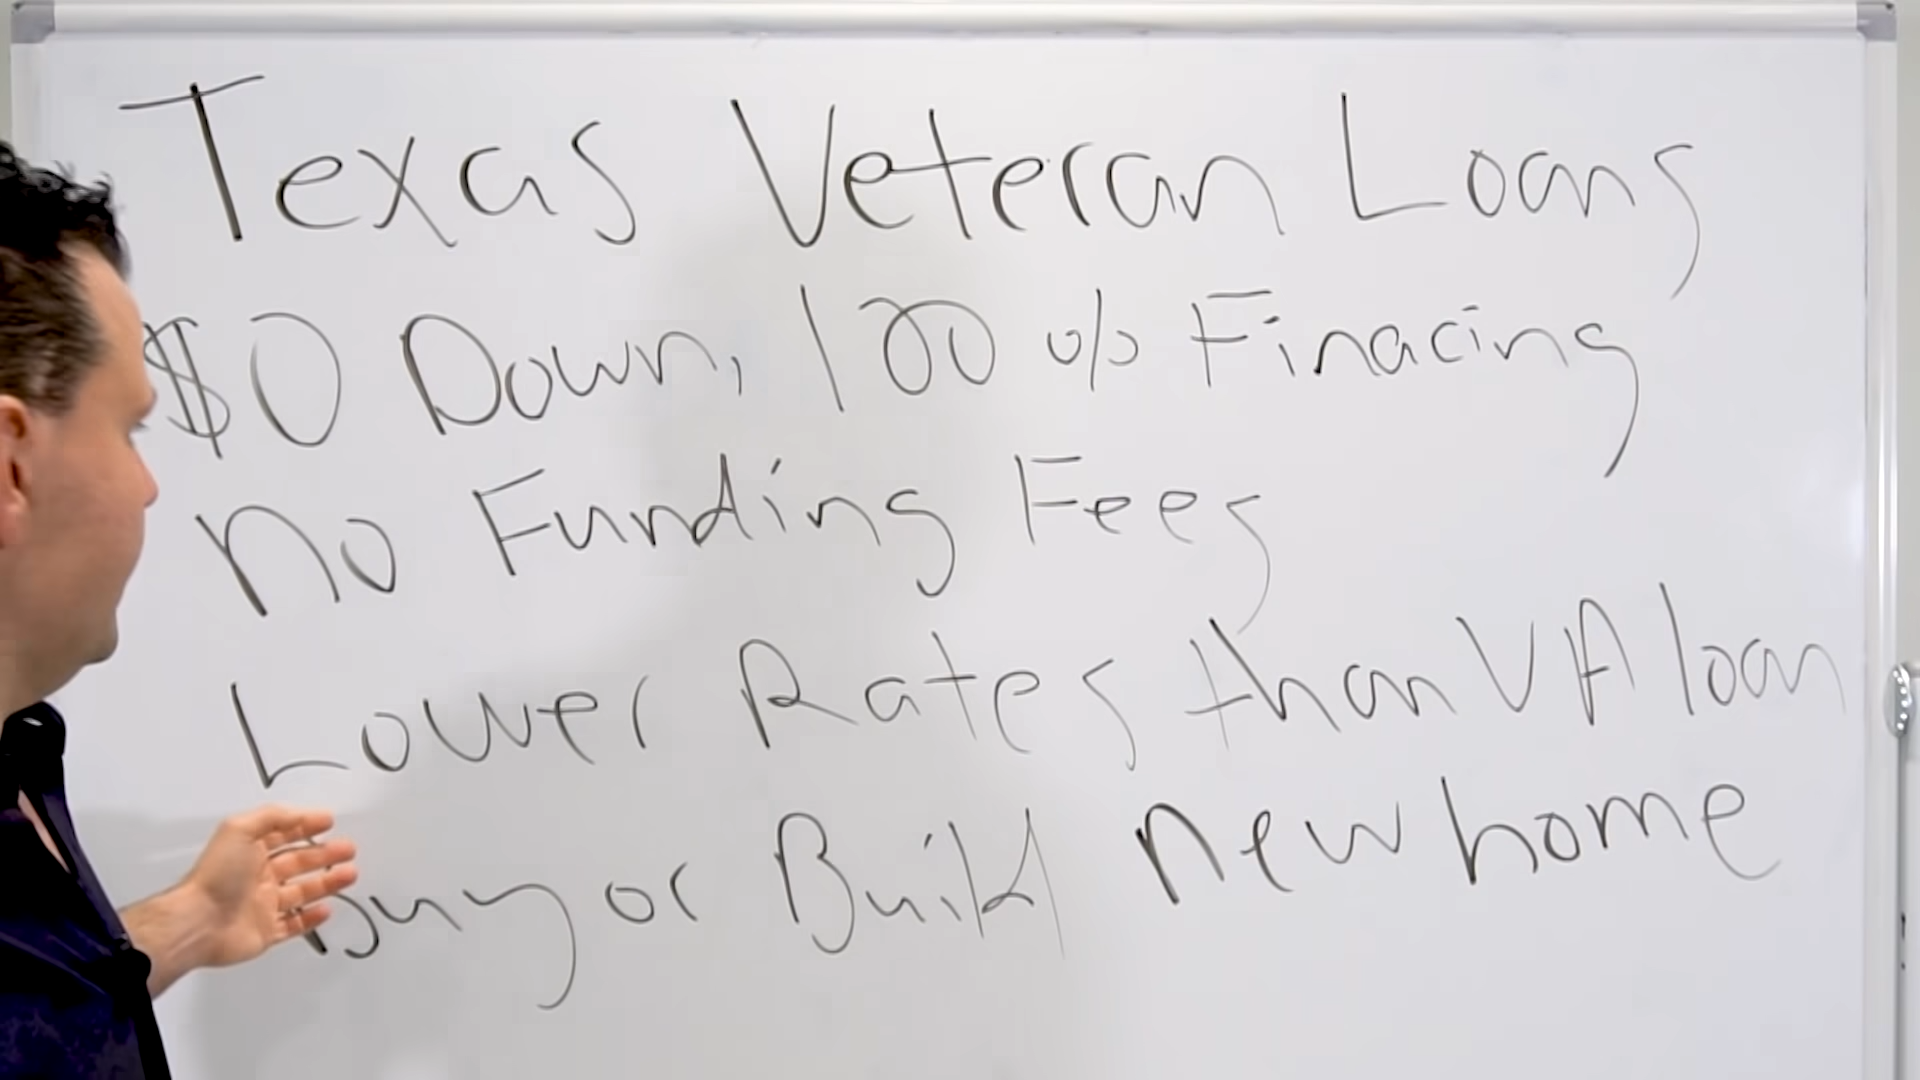 Texas Veteran Loans
$0 Down, 100% Finacing
no Funding Fees
Lower Rates than VA loan
Buy or Build new home